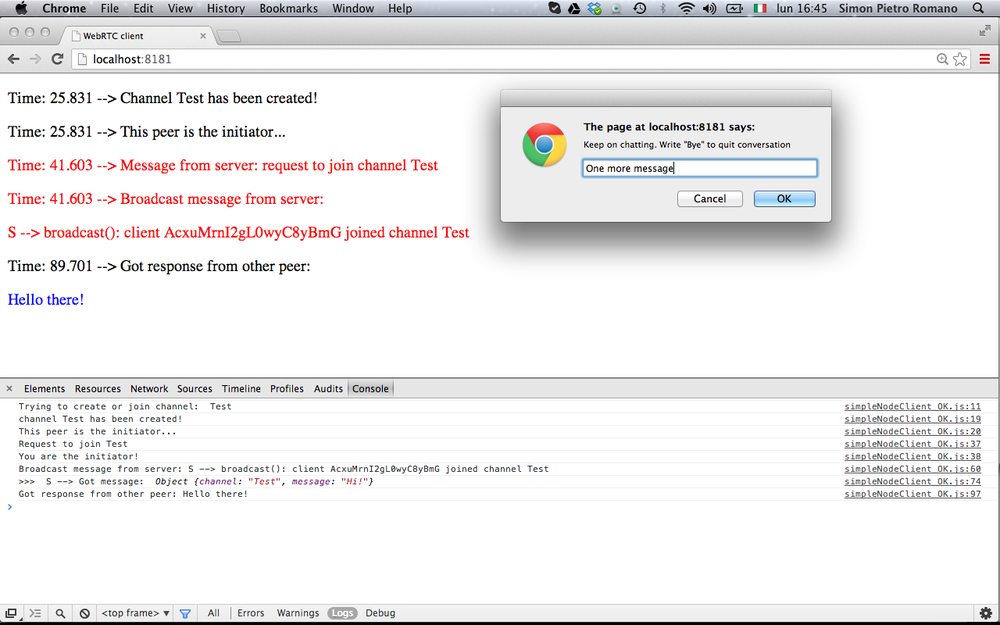 Chrome File Edit View History Bookmarks Window Help lun 16:45 Simon Pietro Romano
WebRTC client
localhost:8181
Time: 25.831 --> Channel Test has been created!
Time: 25.831 --> This peer is the initiator...
Time: 41.603 --> Message from server: request to join channel Test
Time: 41.603 --> Broadcast message from server:
S --> broadcast(): client AcxuMrnI2gL0wyC8yBmG joined channel Test
Time: 89.701 --> Got response from other peer:
Hello there!
The page at localhost:8181 says:
Keep on chatting. Write "Bye" to quit conversation
One more message
Cancel OK
× Elements Resources Network Sources Timeline Profiles Audits Console
Trying to create or join channel:  Test simpleNodeClient_OK.js:11
channel Test has been created! simpleNodeClient_OK.js:19
This peer is the initiator... simpleNodeClient_OK.js:20
Request to join Test simpleNodeClient_OK.js:37
You are the initiator! simpleNodeClient_OK.js:38
Broadcast message from server: S --> broadcast(): client AcxuMrnI2gL0wyC8yBmG joined channel Test simpleNodeClient_OK.js:60
>>>  S --> Got message:  Object {channel: "Test", message: "Hi!"} simpleNodeClient_OK.js:74
Got response from other peer: Hello there! simpleNodeClient_OK.js:97
>
<top frame> ▼ All Errors Warnings Logs Debug